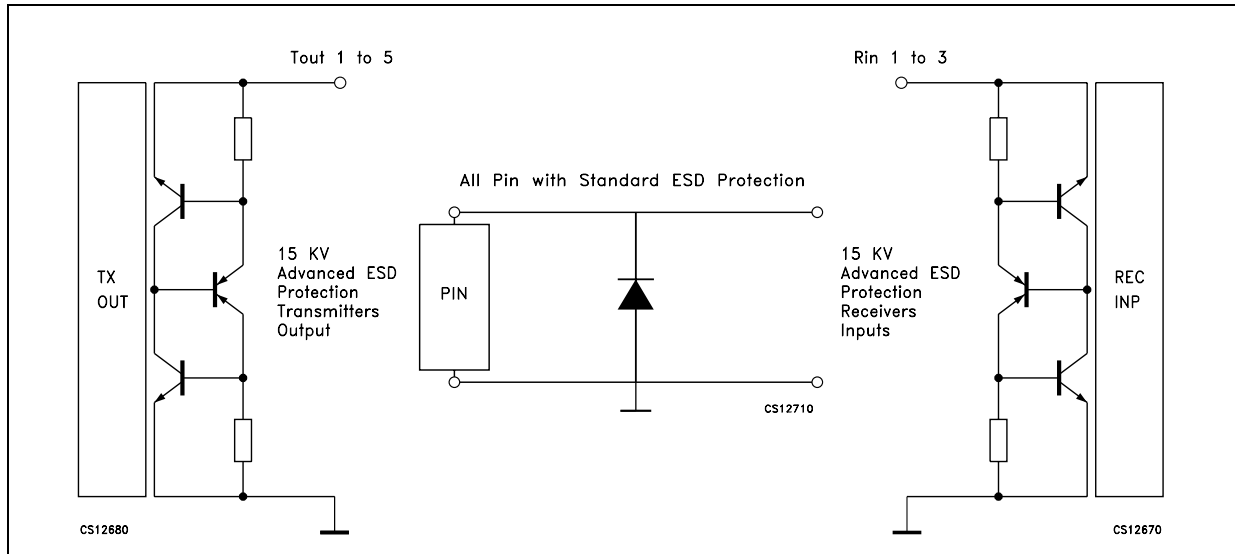 Tout 1 to 5
TX
OUT
15 KV
Advanced ESD
Protection
Transmitters
Output
CS12680
All Pin with Standard ESD Protection
PIN
CS12710
Rin 1 to 3
15 KV
Advanced ESD
Protection
Receivers
Inputs
REC
INP
CS12670